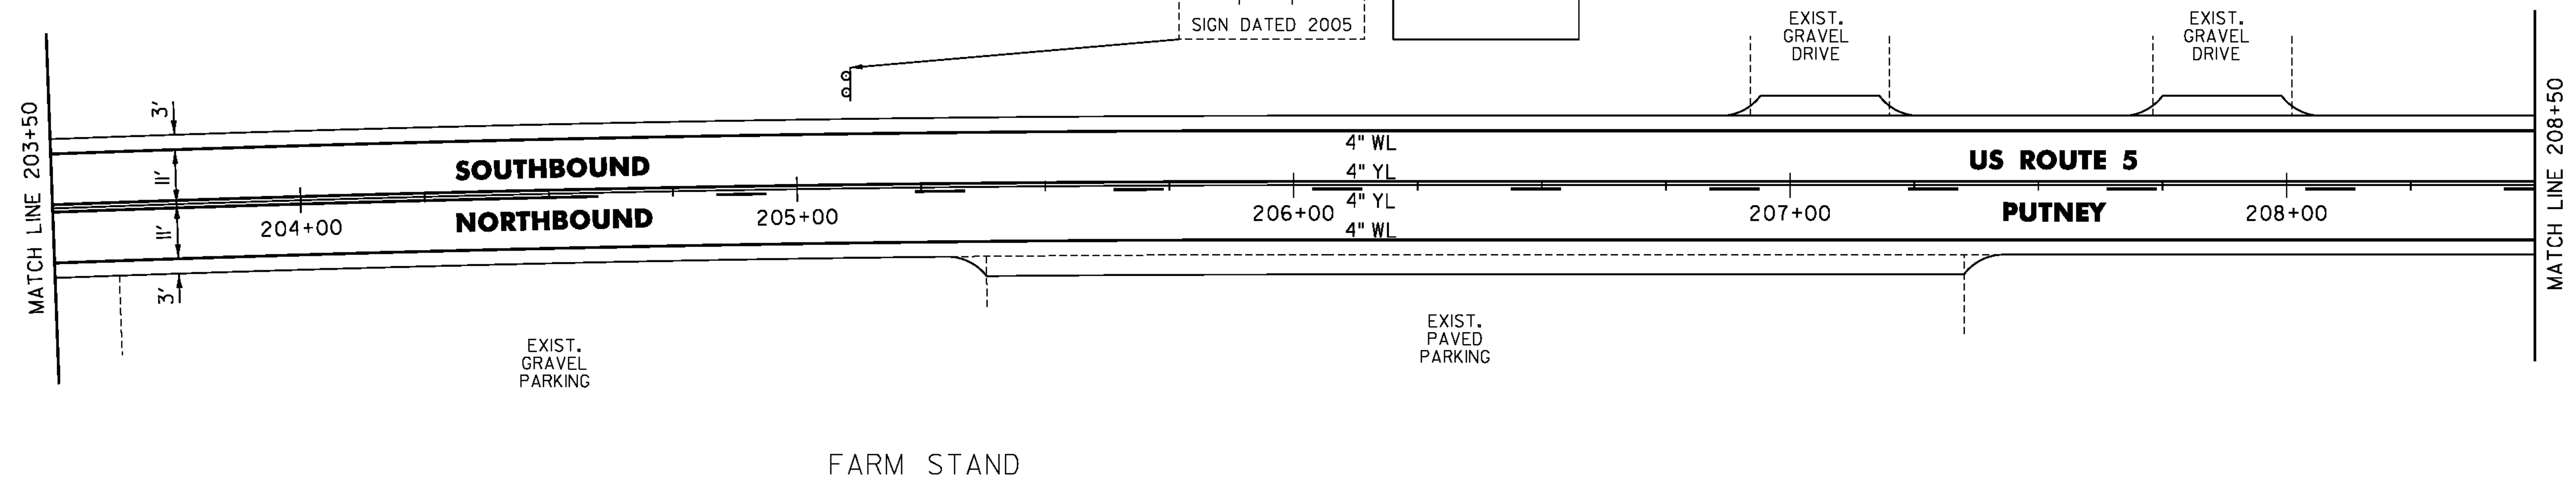 SIGN DATED 2005
EXIST.
GRAVEL
DRIVE
EXIST.
GRAVEL
DRIVE
MATCH LINE 203+50
3'
11'
11'
3'
SOUTHBOUND
NORTHBOUND
4" WL
4" YL
4" YL
4" WL
US ROUTE 5
PUTNEY
204+00
205+00
206+00
207+00
208+00
MATCH LINE 208+50
EXIST.
GRAVEL
PARKING
EXIST.
PAVED
PARKING
FARM STAND